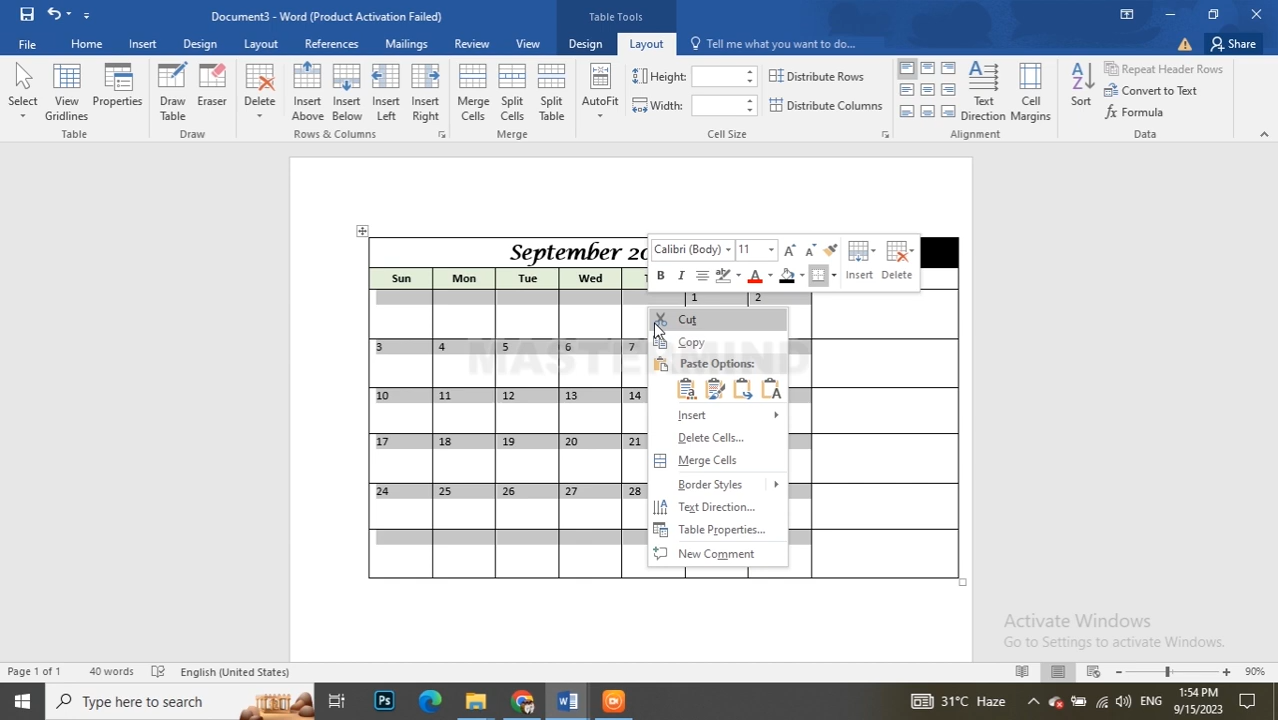 Document3 - Word (Product Activation Failed)
Table Tools
File Home Insert Design Layout References Mailings Review View Design Layout Tell me what you want to do... Share
Select View Gridlines Properties
Table
Draw Table Eraser
Draw
Delete Insert Above Insert Below Insert Left Insert Right
Rows & Columns
Merge Cells Split Cells Split Table
Merge
AutoFit Height: Distribute Rows
Width: Distribute Columns
Cell Size
Text Direction Cell Margins
Alignment
Sort Repeat Header Rows
Convert to Text
Formula
Data
September 20
Calibri (Body) 11
Insert Delete
Sun Mon Tue Wed T
1 2
3 4 5 6 7
10 11 12 13 14
17 18 19 20 21
24 25 26 27 28
MASTERMIND
Cut
Copy
Paste Options:
Insert
Delete Cells...
Merge Cells
Border Styles
Text Direction...
Table Properties...
New Comment
Activate Windows
Go to Settings to activate Windows.
Page 1 of 1 40 words English (United States) 90%
Type here to search
Ps
31°C Haze ENG
1:54 PM
9/15/2023